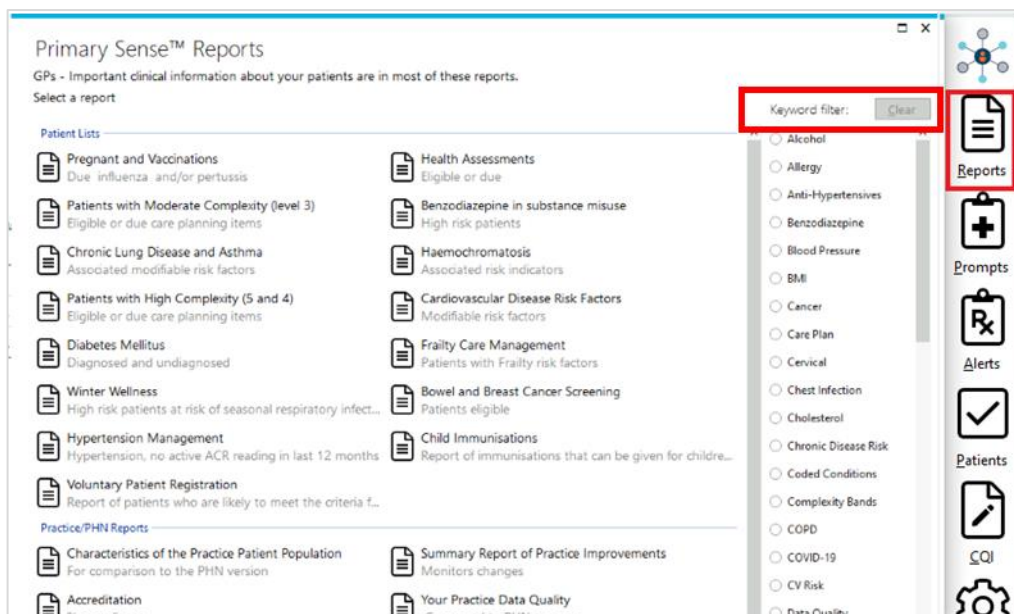 Primary Sense™ Reports
GPs - Important clinical information about your patients are in most of these reports.
Select a report
Keyword filter: Clear
Patient Lists
Pregnant and Vaccinations
Due influenza and/or pertussis
Health Assessments
Eligible or due
Patients with Moderate Complexity (level 3)
Eligible or due care planning items
Benzodiazepine in substance misuse
High risk patients
Chronic Lung Disease and Asthma
Associated modifiable risk factors
Haemochromatosis
Associated risk indicators
Patients with High Complexity (5 and 4)
Eligible or due care planning items
Cardiovascular Disease Risk Factors
Modifiable risk factors
Diabetes Mellitus
Diagnosed and undiagnosed
Frailty Care Management
Patients with Frailty risk factors
Winter Wellness
High risk patients at risk of seasonal respiratory infect...
Bowel and Breast Cancer Screening
Patients eligible
Hypertension Management
Hypertension, no active ACR reading in last 12 months
Child Immunisations
Report of immunisations that can be given for childre...
Voluntary Patient Registration
Report of patients who are likely to meet the criteria f...
Practice/PHN Reports
Characteristics of the Practice Patient Population
For comparison to the PHN version
Summary Report of Practice Improvements
Monitors changes
Accreditation
Your Practice Data Quality
Alcohol
Allergy
Anti-Hypertensives
Benzodiazepine
Blood Pressure
BMI
Cancer
Care Plan
Cervical
Chest Infection
Cholesterol
Chronic Disease Risk
Coded Conditions
Complexity Bands
COPD
COVID-19
CV Risk
Data Quality
Reports
Prompts
Rx
Alerts
Patients
CQI